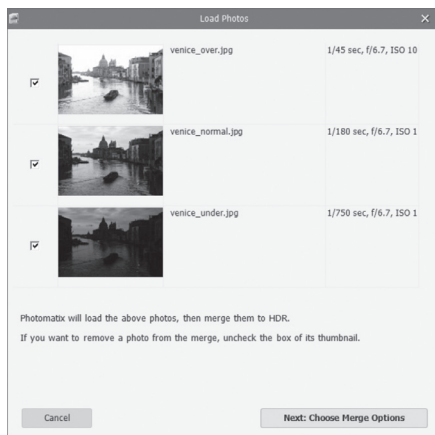 Load Photos
venice_over.jpg 1/45 sec, f/6.7, ISO 10
venice_normal.jpg 1/180 sec, f/6.7, ISO 1
venice_under.jpg 1/750 sec, f/6.7, ISO 1
Photomatix will load the above photos, then merge them to HDR.
If you want to remove a photo from the merge, uncheck the box of its thumbnail.
Cancel Next: Choose Merge Options